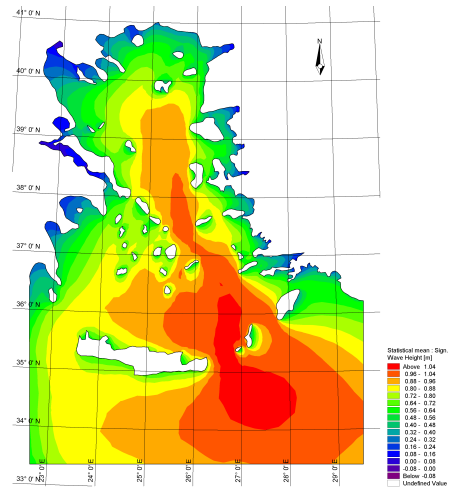 41° 0' N
N
40° 0' N
39° 0' N
38° 0' N
37° 0' N
36° 0' N
35° 0' N
34° 0' N
33° 0' N
23° 0' E
24° 0' E
25° 0' E
26° 0' E
27° 0' E
28° 0' E
29° 0' E
Statistical mean : Sign.
Wave Height [m]
Above 1.04
0.96 - 1.04
0.88 - 0.96
0.80 - 0.88
0.72 - 0.80
0.64 - 0.72
0.56 - 0.64
0.48 - 0.56
0.40 - 0.48
0.32 - 0.40
0.24 - 0.32
0.16 - 0.24
0.08 - 0.16
0.00 - 0.08
-0.08 - 0.00
Below -0.08
Undefined Value